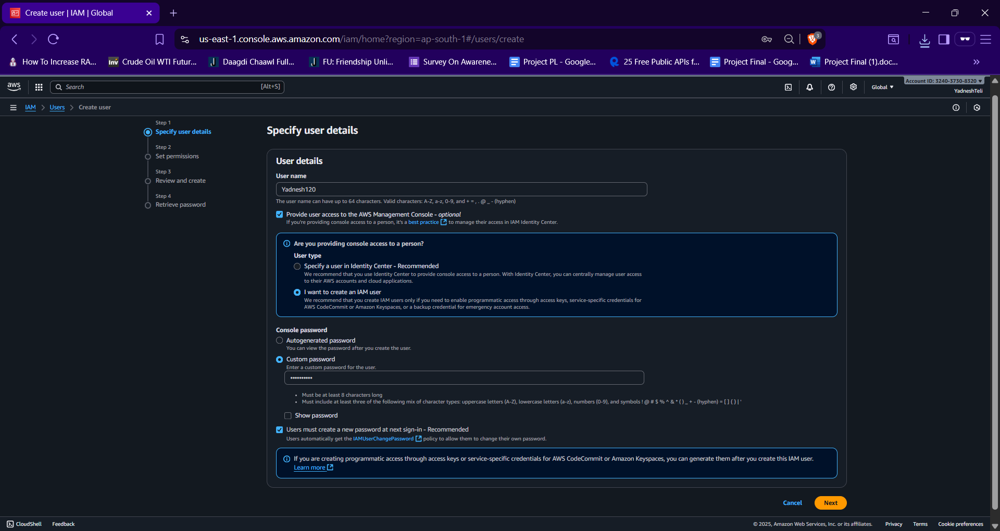 Create user | IAM | Global
us-east-1.console.aws.amazon.com/iam/home?region=ap-south-1#/users/create
3
How To Increase RA...
Inv Crude Oil WTI Futur...
Daagdi Chaawl Full...
FU: Friendship Unli...
Survey On Awarene...
Project PL - Google...
25 Free Public APIs f...
Project Final - Goog...
Project Final (1).doc...
aws
Search
[Alt+S]
Global
Account ID: 3240-3730-8320
YadneshTeli
IAM
Users
Create user
Step 1
Specify user details
Step 2
Set permissions
Step 3
Review and create
Step 4
Retrieve password
Specify user details
User details
User name
Yadnesh120
The user name can have up to 64 characters. Valid characters: A-Z, a-z, 0-9, and + = , . @ _ - (hyphen)
Provide user access to the AWS Management Console - optional
If you're providing console access to a person, it's a best practice to manage their access in IAM Identity Center.
Are you providing console access to a person?
User type
Specify a user in Identity Center - Recommended
We recommend that you use Identity Center to provide console access to a person. With Identity Center, you can centrally manage user access
to their AWS accounts and cloud applications.
I want to create an IAM user
We recommend that you create IAM users only if you need to enable programmatic access through access keys, service-specific credentials for
AWS CodeCommit or Amazon Keyspaces, or a backup credential for emergency account access.
Console password
Autogenerated password
You can view the password after you create the user.
Custom password
Enter a custom password for the user.
••••••••••
• Must be at least 8 characters long
• Must include at least three of the following mix of character types: uppercase letters (A-Z), lowercase letters (a-z), numbers (0-9), and symbols ! @ # $ % ^ & * ( ) _ + - (hyphen) = [ ] { } | '
Show password
Users must create a new password at next sign-in - Recommended
Users automatically get the IAMUserChangePassword policy to allow them to change their own password.
If you are creating programmatic access through access keys or service-specific credentials for AWS CodeCommit or Amazon Keyspaces, you can generate them after you create this IAM user.
Learn more
Cancel
Next
CloudShell
Feedback
© 2025, Amazon Web Services, Inc. or its affiliates.
Privacy
Terms
Cookie preferences